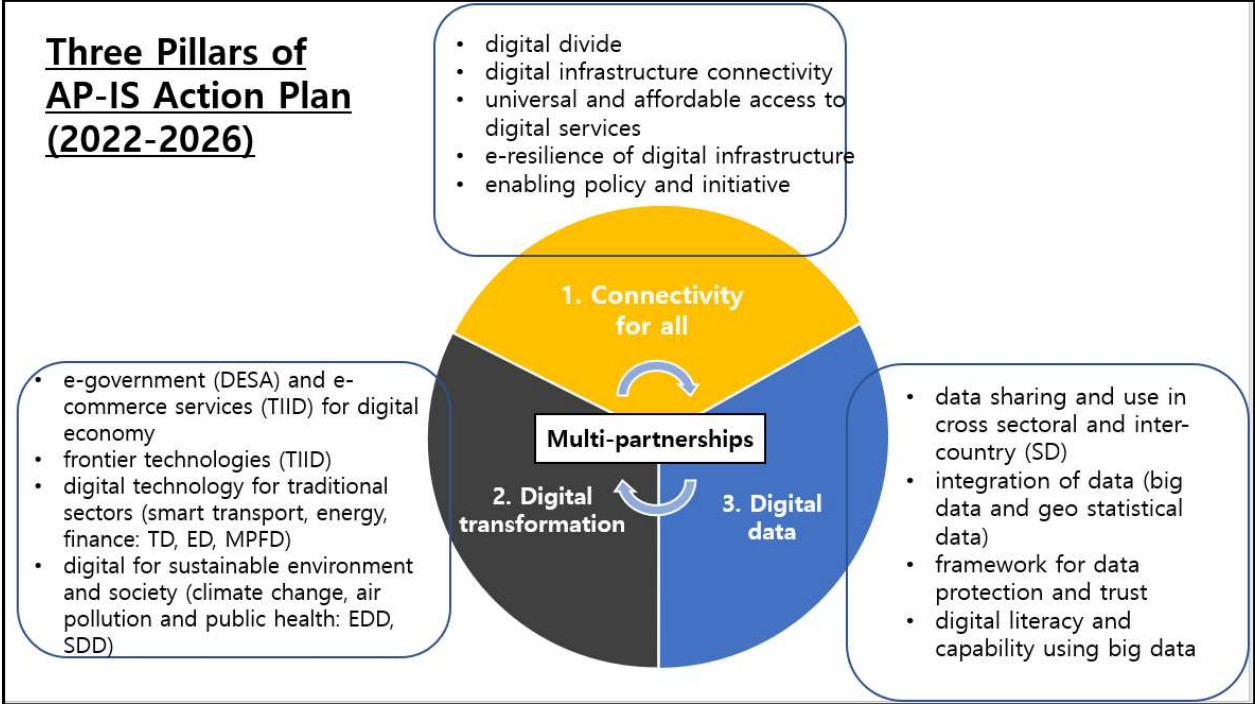 Three Pillars of
AP-IS Action Plan
(2022-2026)
• digital divide
• digital infrastructure connectivity
• universal and affordable access to
digital services
• e-resilience of digital infrastructure
• enabling policy and initiative
1. Connectivity
for all
• e-government (DESA) and e-
commerce services (TIID) for digital
economy
• frontier technologies (TIID)
• digital technology for traditional
sectors (smart transport, energy,
finance: TD, ED, MPFD)
• digital for sustainable environment
and society (climate change, air
pollution and public health: EDD,
SDD)
Multi-partnerships
2. Digital
transformation
3. Digital
data
• data sharing and use in
cross sectoral and inter-
country (SD)
• integration of data (big
data and geo statistical
data)
• framework for data
protection and trust
• digital literacy and
capability using big data